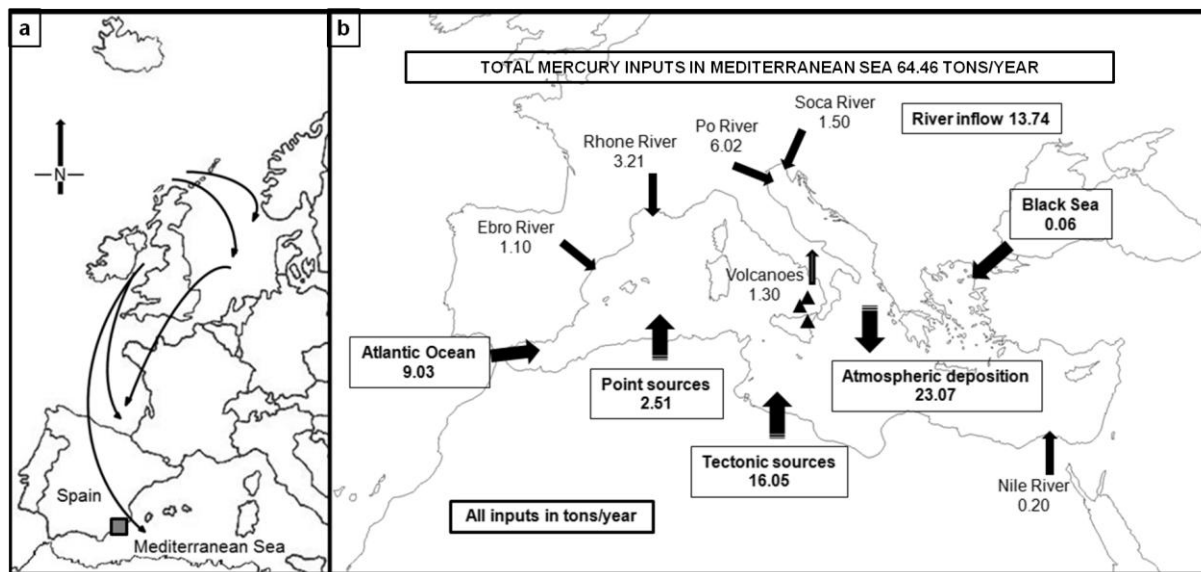 a
N
Spain
Mediterranean Sea
b
TOTAL MERCURY INPUTS IN MEDITERRANEAN SEA 64.46 TONS/YEAR
Soca River
1.50
River inflow 13.74
Po River
6.02
Rhone River
3.21
Black Sea
0.06
Ebro River
1.10
Volcanoes
1.30
Atlantic Ocean
9.03
Point sources
2.51
Atmospheric deposition
23.07
Tectonic sources
16.05
Nile River
0.20
All inputs in tons/year